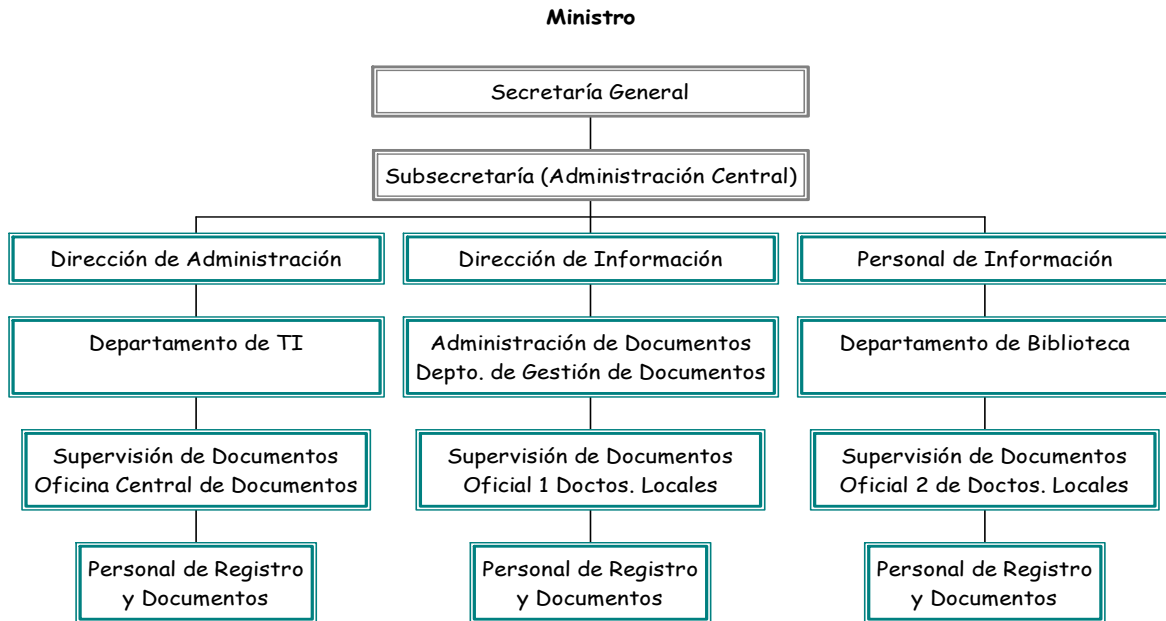 Ministro
Secretaría General
Subsecretaría (Administración Central)
Dirección de Administración
Dirección de Información
Personal de Información
Departamento de TI
Administración de Documentos
Depto. de Gestión de Documentos
Departamento de Biblioteca
Supervisión de Documentos
Oficina Central de Documentos
Supervisión de Documentos
Oficial 1 Doctos. Locales
Supervisión de Documentos
Oficial 2 de Doctos. Locales
Personal de Registro
y Documentos
Personal de Registro
y Documentos
Personal de Registro
y Documentos